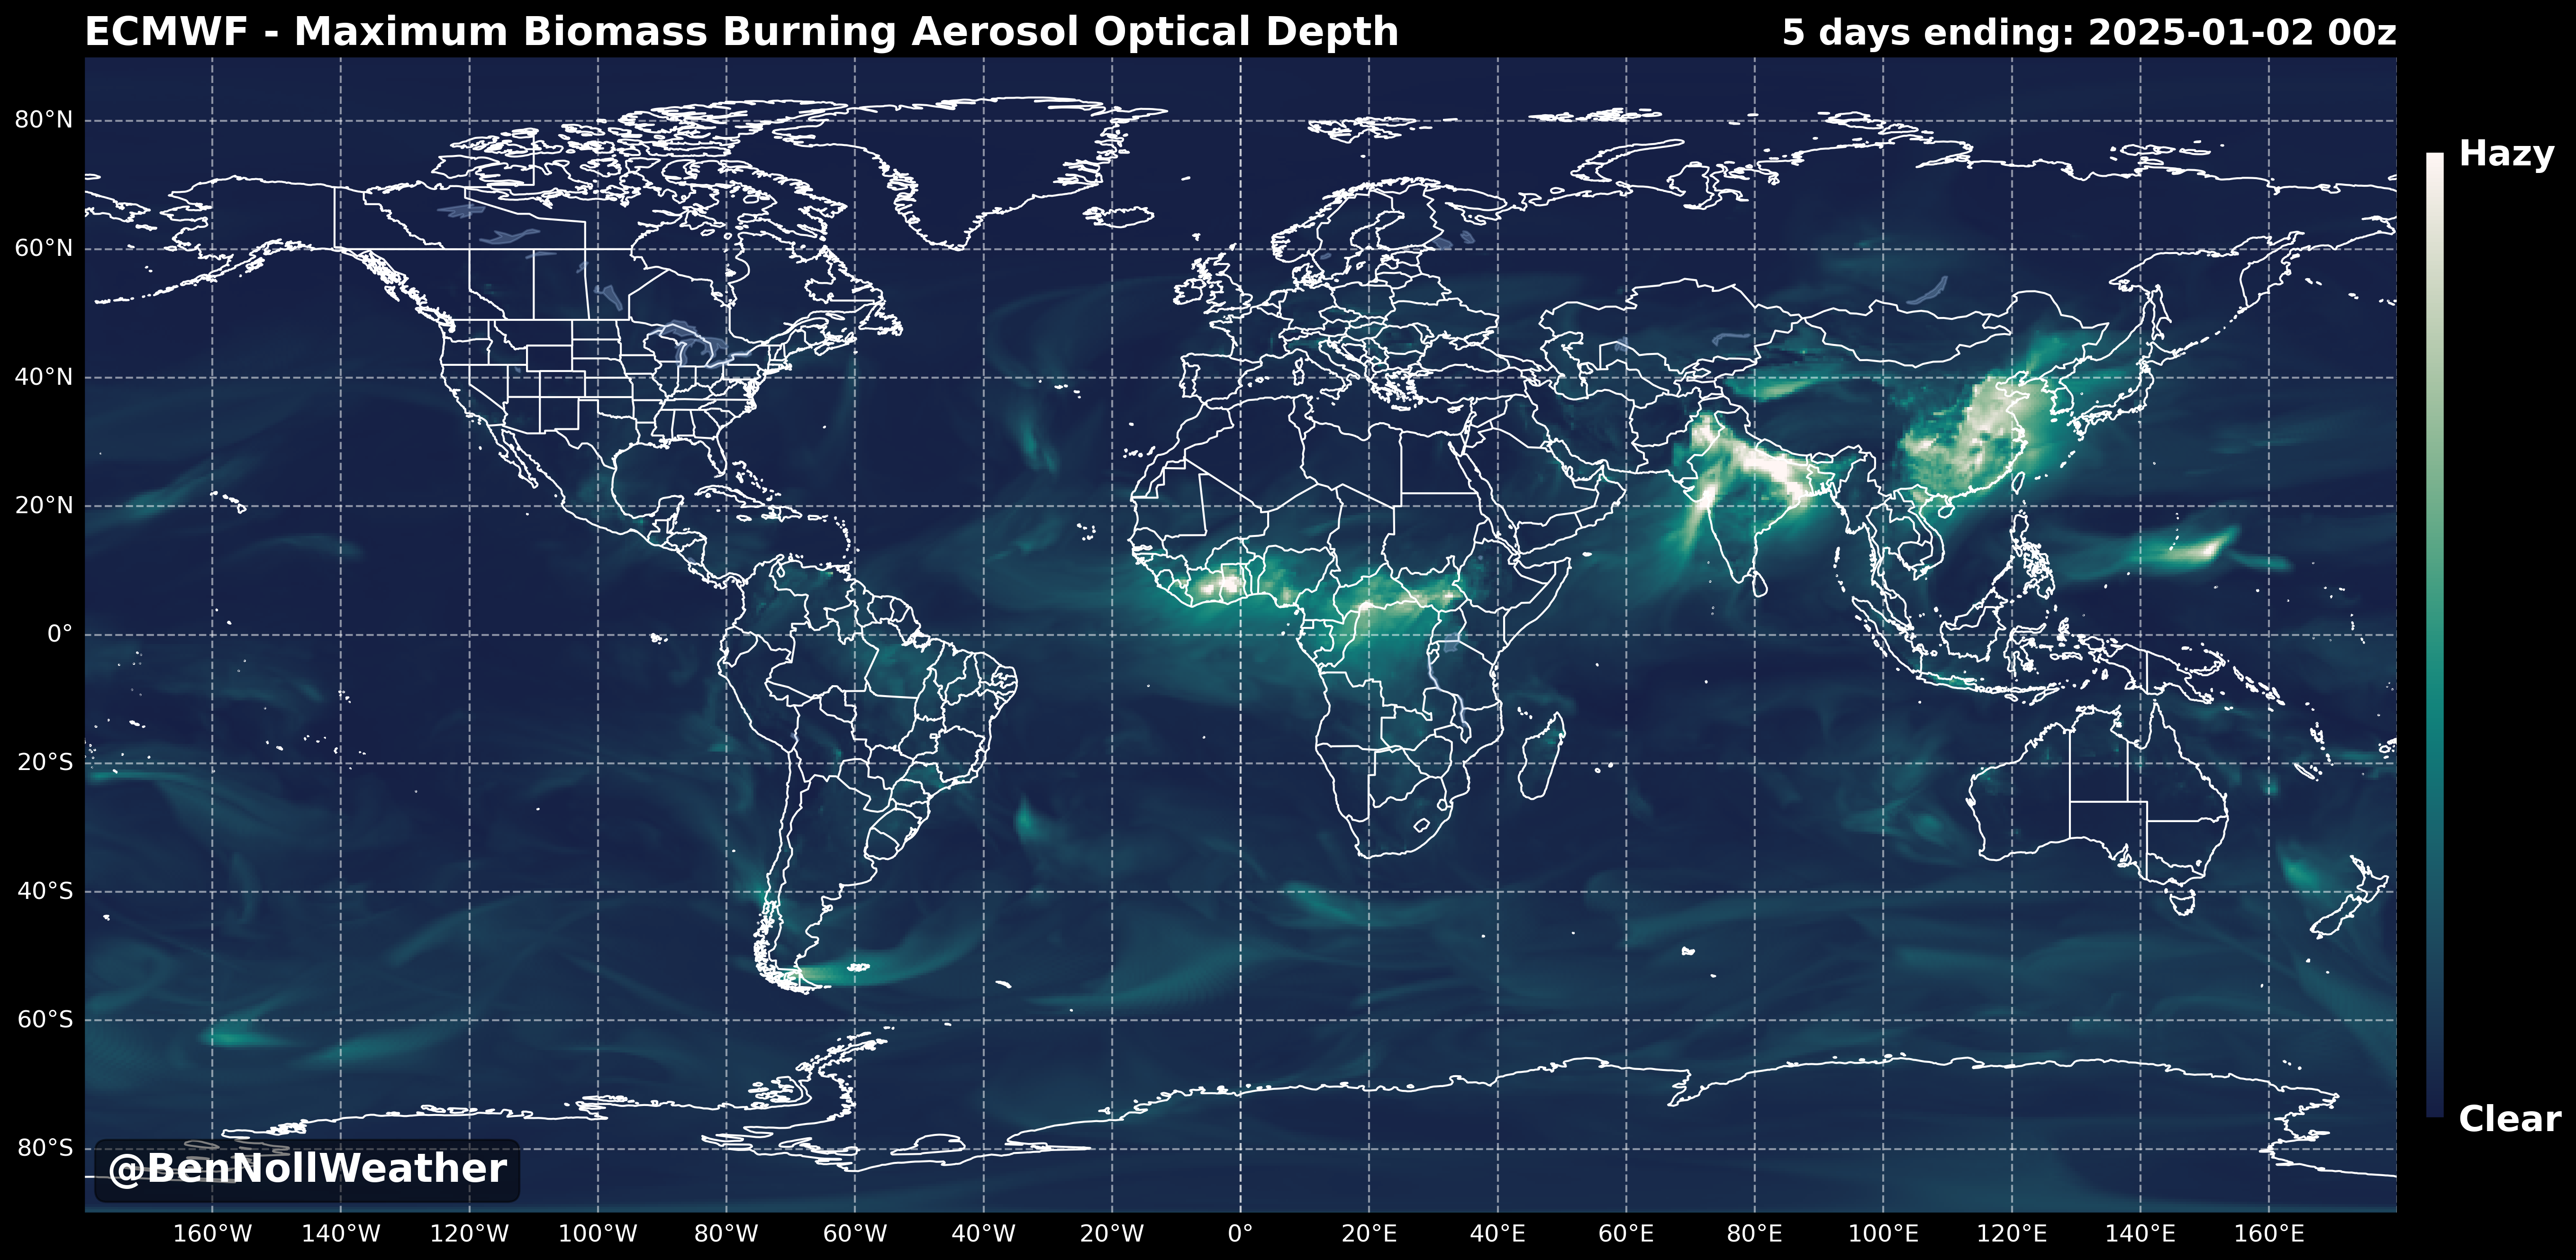 ECMWF - Maximum Biomass Burning Aerosol Optical Depth
5 days ending: 2025-01-02 00z
80°N
60°N
40°N
20°N
0°
20°S
40°S
60°S
80°S
Hazy
Clear
@BenNollWeather
160°W 140°W 120°W 100°W 80°W 60°W 40°W 20°W 0° 20°E 40°E 60°E 80°E 100°E 120°E 140°E 160°E